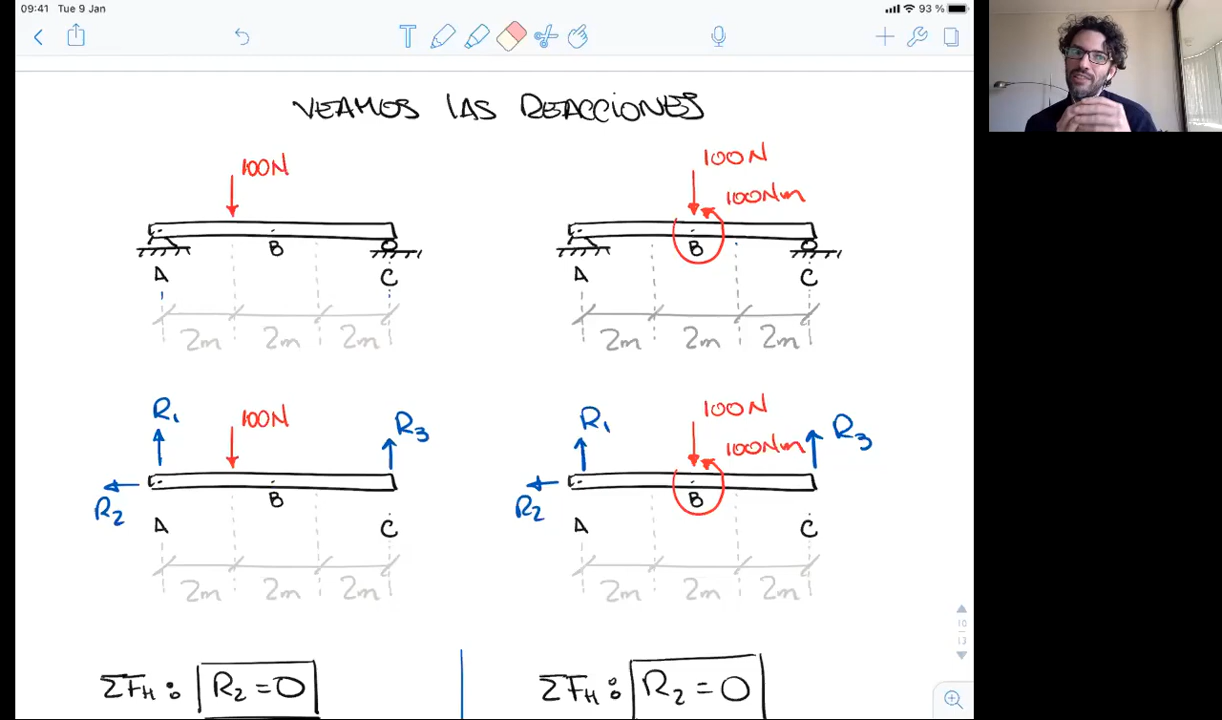 09:41 Tue 9 Jan 93 %
T
VEAMOS LAS REACCIONES
100N
B
A C
2m 2m 2m
100N
100Nm
B
A C
2m 2m 2m
R1 100N R3
R2 B
A C
2m 2m 2m
R1 100N R3
100Nm
R2 B
A C
2m 2m 2m
ΣFH: R2 = 0
ΣFH: R2 = 0
10
13